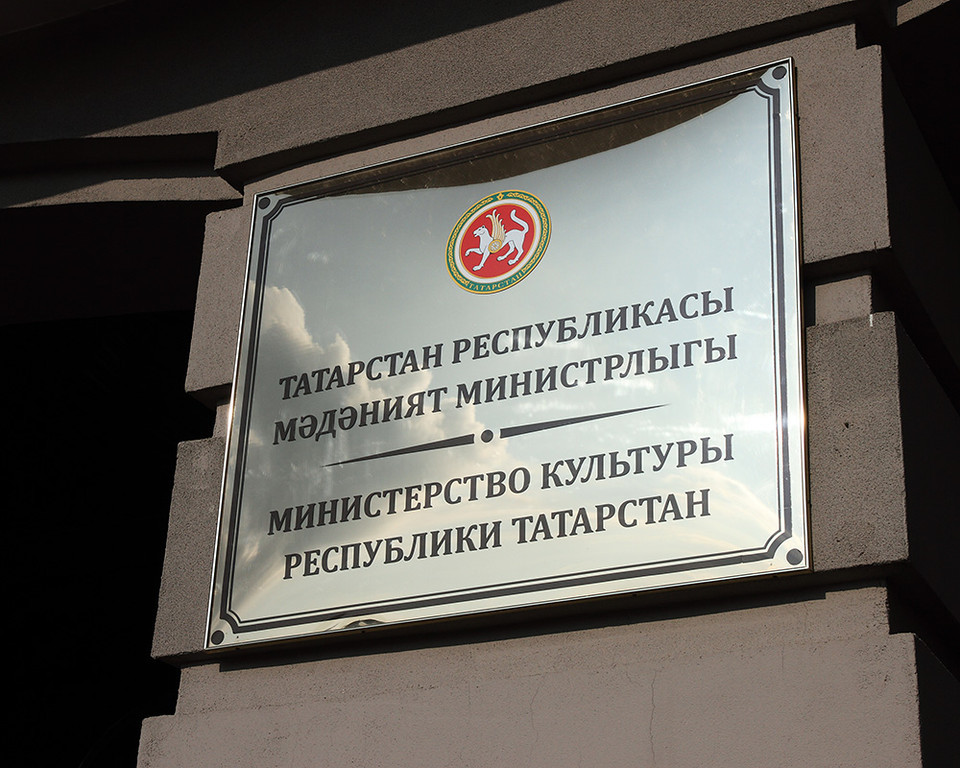 ТАТАРСТАН
ТАТАРСТАН РЕСПУБЛИКАСЫ
МӘДӘНИЯТ МИНИСТРЛЫГЫ
МИНИСТЕРСТВО КУЛЬТУРЫ
РЕСПУБЛИКИ ТАТАРСТАН